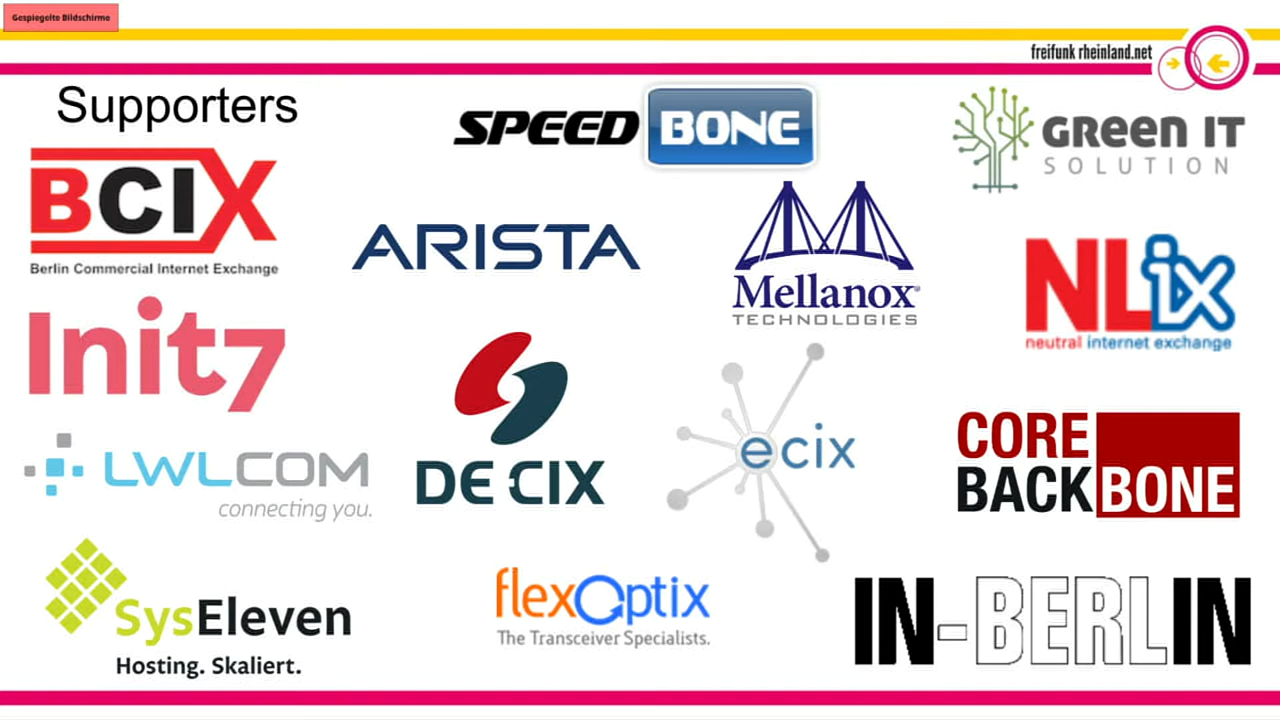 Gespiegelte Bildschirme
freifunk rheinland.net
Supporters
SPEED BONE
GREEN IT
SOLUTION
BCIX
Berlin Commercial Internet Exchange
ARISTA
Mellanox®
TECHNOLOGIES
NLix
neutral internet exchange
Init7
DE CIX
ecix
CORE
BACKBONE
LWLCOM
connecting you.
SysEleven
Hosting. Skaliert.
flexOptix
The Transceiver Specialists.
IN-BERLIN